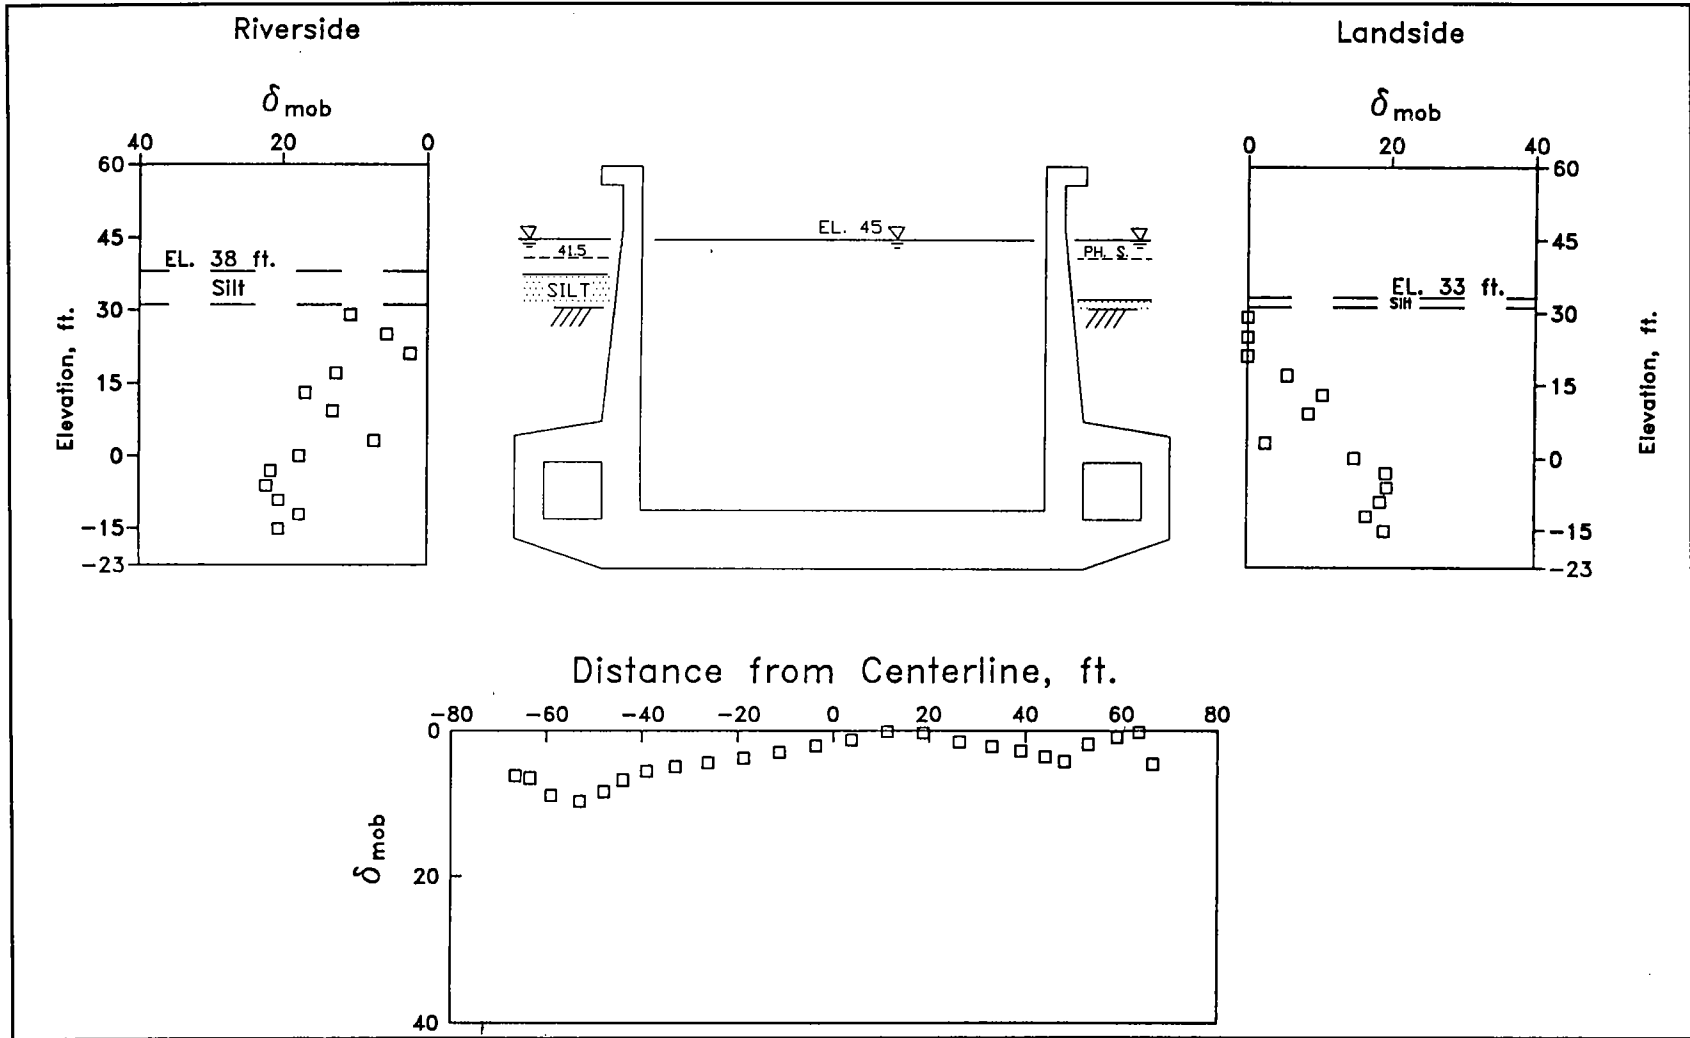 Riverside
Landside
δmob
δmob
40 20 0
0 20 40
60
45
30
15
0
-15
-23
Elevation, ft.
EL. 38 ft.
Silt
EL. 45
41.5
SILT
PH. S.
EL. 33 ft.
Silt
60
45
30
15
0
-15
-23
Elevation, ft.
Distance from Centerline, ft.
-80 -60 -40 -20 0 20 40 60 80
0
20
40
δmob